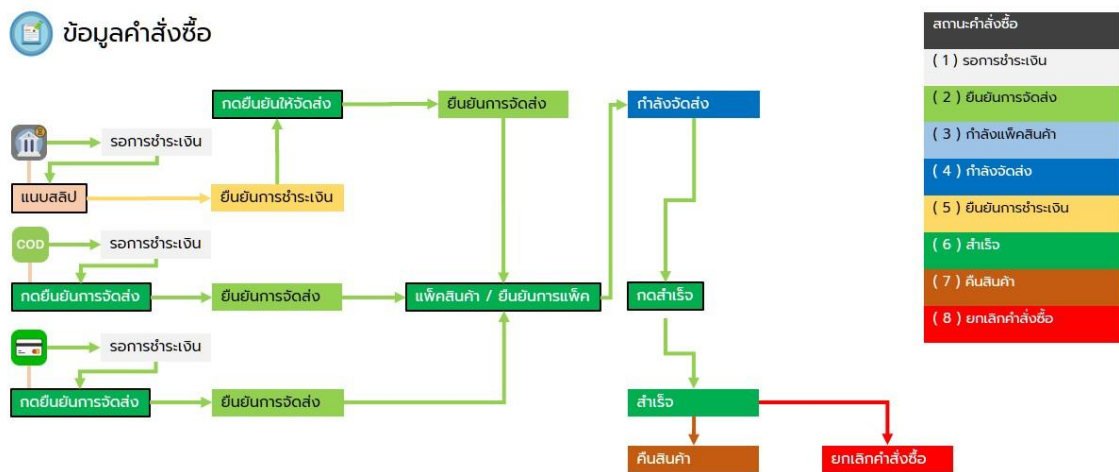 ข้อมูลคำสั่งซื้อ
สถานะคำสั่งซื้อ
( 1 ) รอการชำระเงิน
( 2 ) ยืนยันการจัดส่ง
( 3 ) กำลังแพ็คสินค้า
( 4 ) กำลังจัดส่ง
( 5 ) ยืนยันการชำระเงิน
( 6 ) สำเร็จ
( 7 ) คืนสินค้า
( 8 ) ยกเลิกคำสั่งซื้อ
กดยืนยันให้จัดส่ง
ยืนยันการจัดส่ง
กำลังจัดส่ง
รอการชำระเงิน
แนบสลิป
ยืนยันการชำระเงิน
COD
รอการชำระเงิน
กดยืนยันการจัดส่ง
ยืนยันการจัดส่ง
แพ็คสินค้า / ยืนยันการแพ็ค
กดสำเร็จ
รอการชำระเงิน
กดยืนยันการจัดส่ง
ยืนยันการจัดส่ง
สำเร็จ
คืนสินค้า
ยกเลิกคำสั่งซื้อ